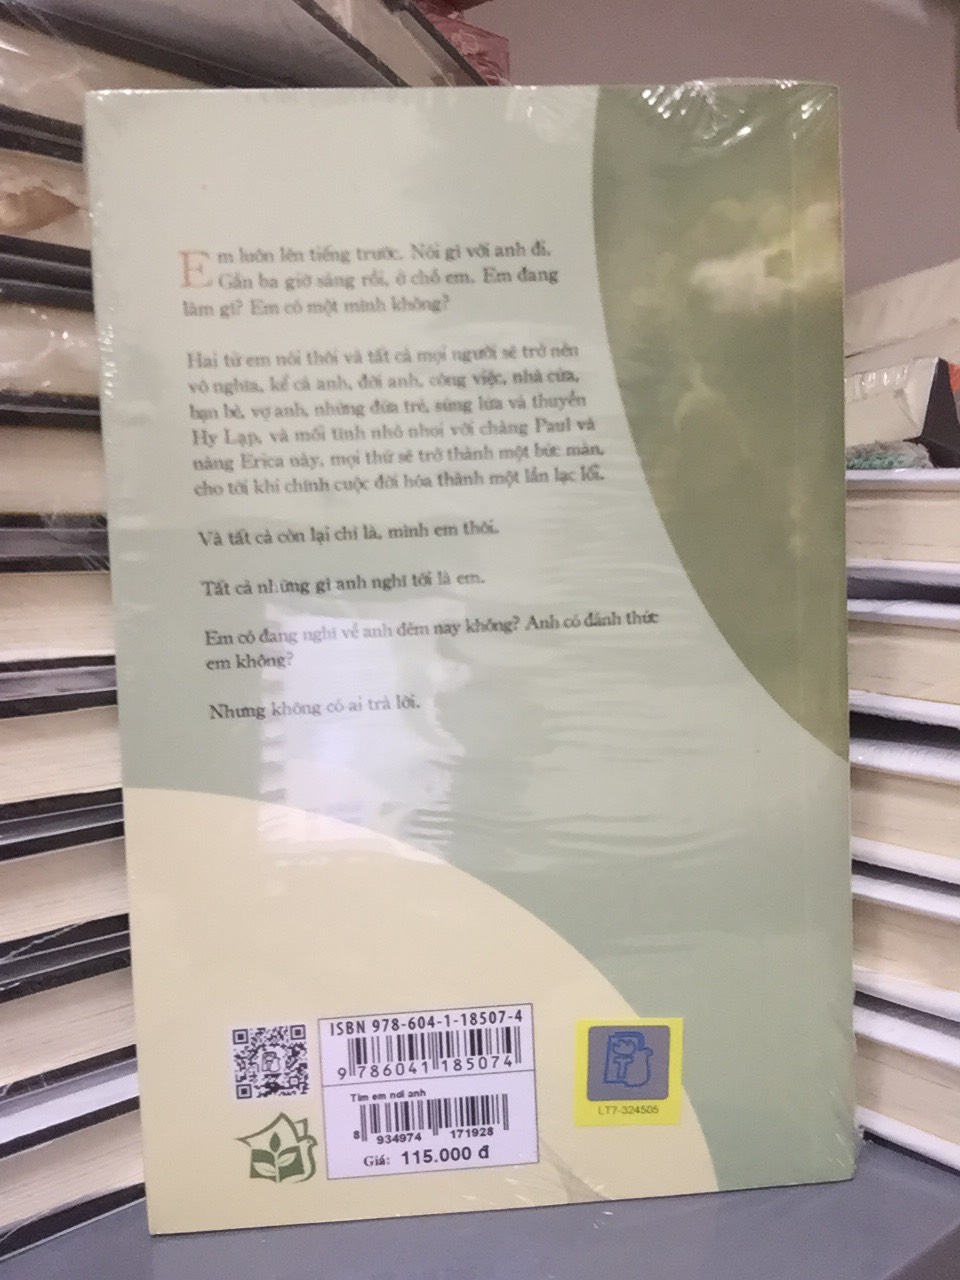 Em luôn lên tiếng trước. Nói gì với anh đi.
Gần ba giờ sáng rồi, ở chỗ em. Em đang
làm gì? Em có một mình không?
Hai từ em nói thôi và tất cả mọi người sẽ trở nên
vô nghĩa, kể cả anh, đời anh, công việc, nhà cửa,
bạn bè, vợ anh, những đứa trẻ, súng lửa và thuyền
Hy Lạp, và mối tình nhỏ nhoi với chàng Paul và
nàng Erica này, mọi thứ sẽ trở thành một bức màn,
cho tới khi chính cuộc đời hóa thành một lần lạc lối.
Và tất cả còn lại chỉ là, mình em thôi.
Tất cả những gì anh nghĩ tới là em.
Em có đang nghĩ về anh đêm nay không? Anh có đánh thức
em không?
Nhưng không có ai trả lời.
ISBN 978-604-1-18507-4
9 786041 185074
Tìm em nơi anh
8 934974 171928
Giá: 115.000 đ
LT7-324505